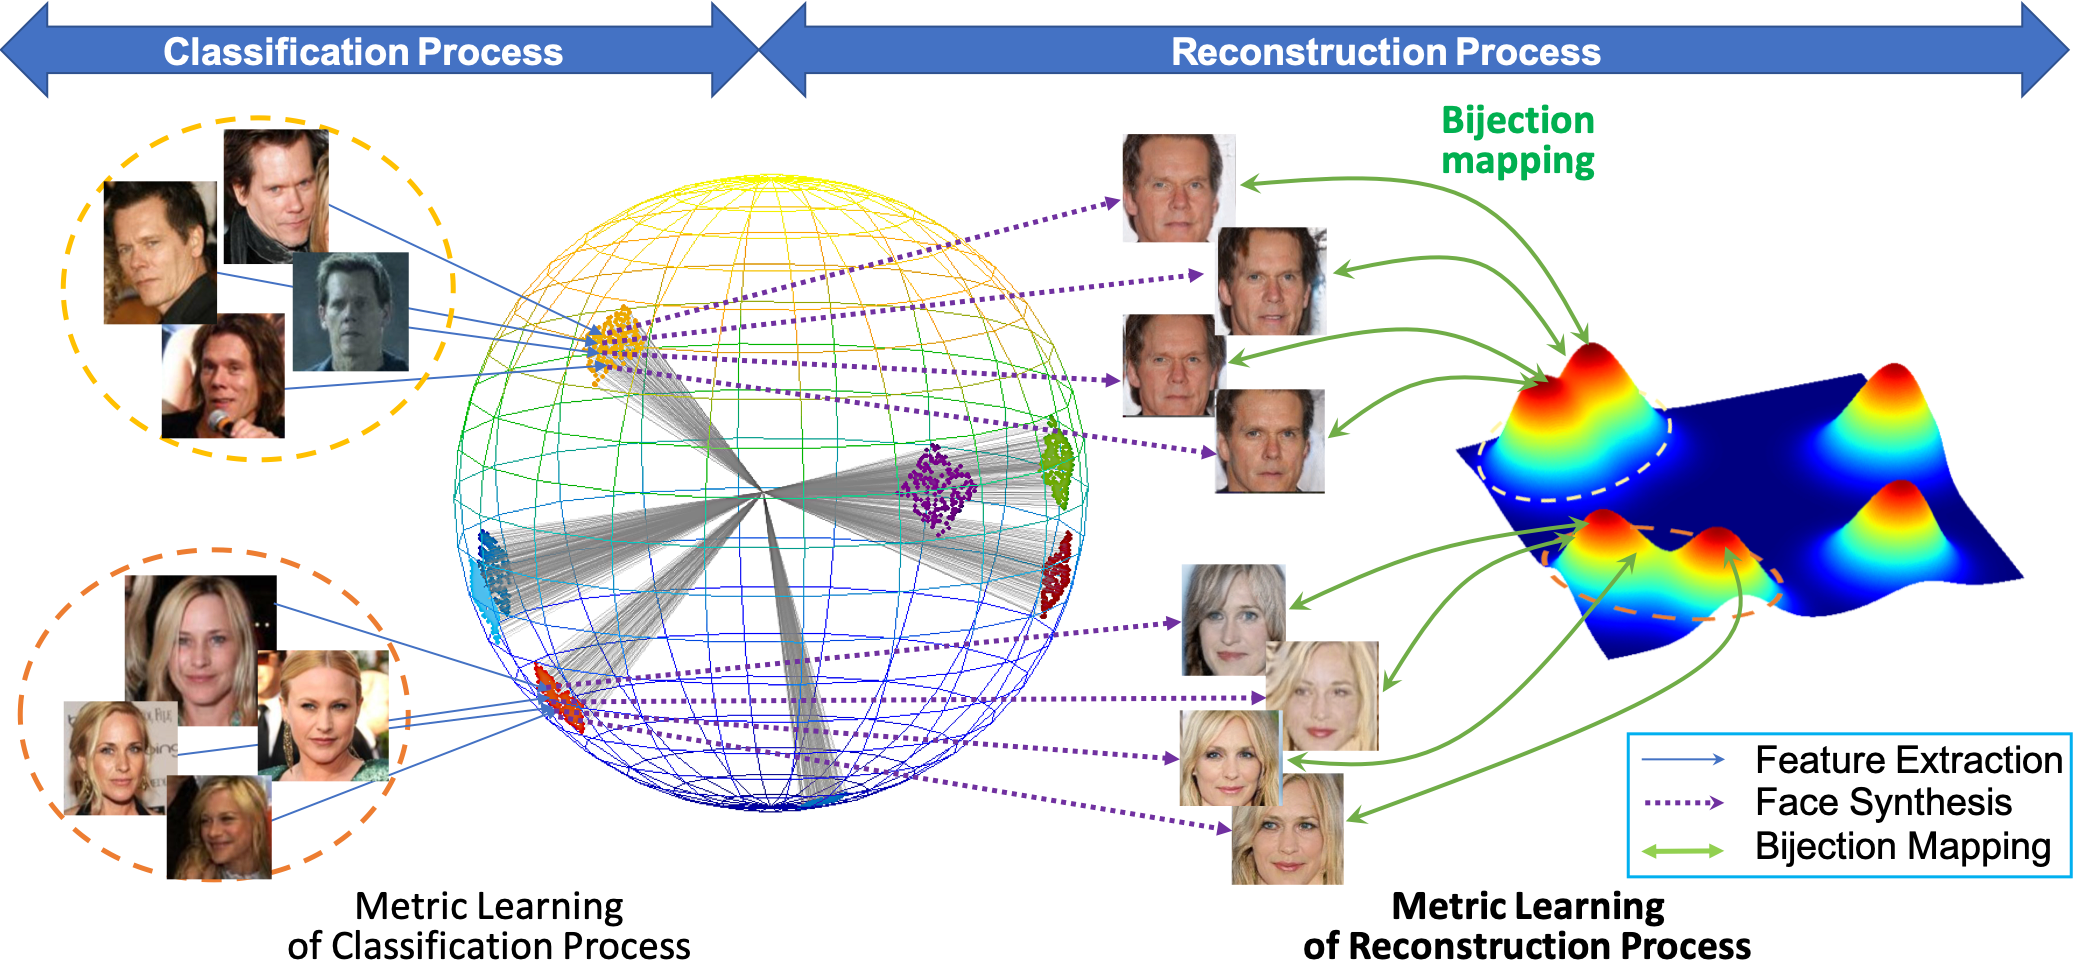 Classification Process
Reconstruction Process
Bijection
mapping
Feature Extraction
Face Synthesis
Bijection Mapping
Metric Learning
of Classification Process
Metric Learning
of Reconstruction Process